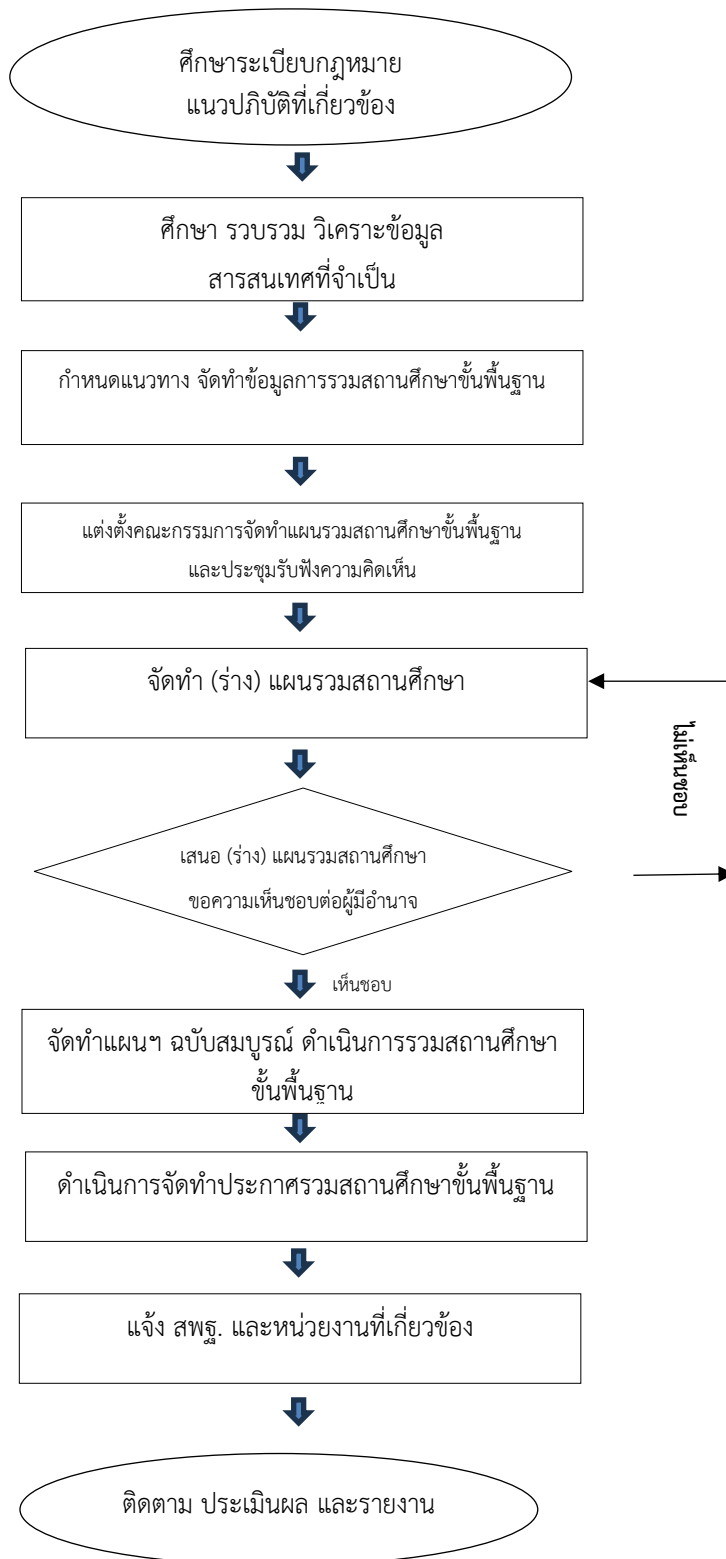 ศึกษาระเบียบกฎหมาย
แนวปภิบัติที่เกี่ยวข้อง
ศึกษา รวบรวม วิเคราะข้อมูล
สารสนเทศที่จำเป็น
กำหนดแนวทาง จัดทำข้อมูลการรวมสถานศึกษาขั้นพื้นฐาน
แต่งตั้งคณะกรรมการจัดทำแผนรวมสถานศึกษาขั้นพื้นฐาน
และประชุมรับฟังความคิดเห็น
จัดทำ (ร่าง) แผนรวมสถานศึกษา
ไม่เห็นชอบ
เสนอ (ร่าง) แผนรวมสถานศึกษา
ขอความเห็นชอบต่อผู้มีอำนาจ
เห็นชอบ
จัดทำแผนฯ ฉบับสมบูรณ์ ดำเนินการรวมสถานศึกษา
ขั้นพื้นฐาน
ดำเนินการจัดทำประกาศรวมสถานศึกษาขั้นพื้นฐาน
แจ้ง สพฐ. และหน่วยงานที่เกี่ยวข้อง
ติดตาม ประเมินผล และรายงาน